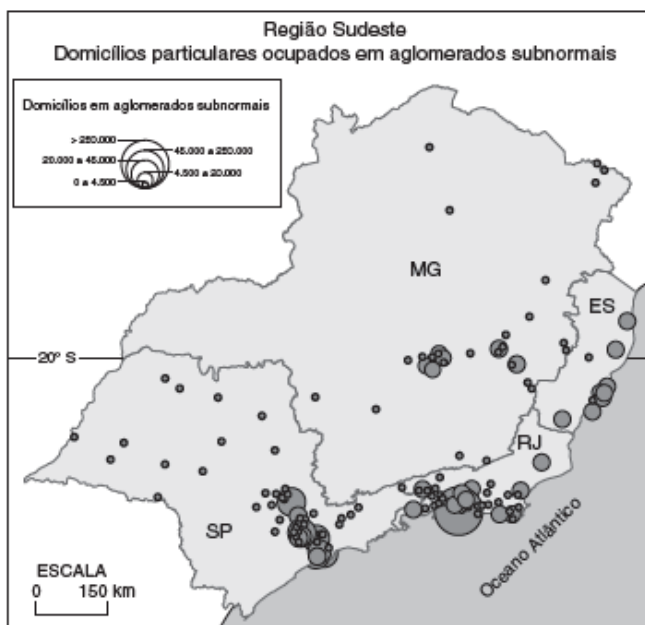 Região Sudeste
Domicílios particulares ocupados em aglomerados subnormais
Domicílios em aglomerados subnormais
> 250.000
45.000 a 250.000
20.000 a 45.000
4.500 a 20.000
0 a 4.500
MG
ES
20° S
RJ
SP
Oceano Atlântico
ESCALA
0 150 km